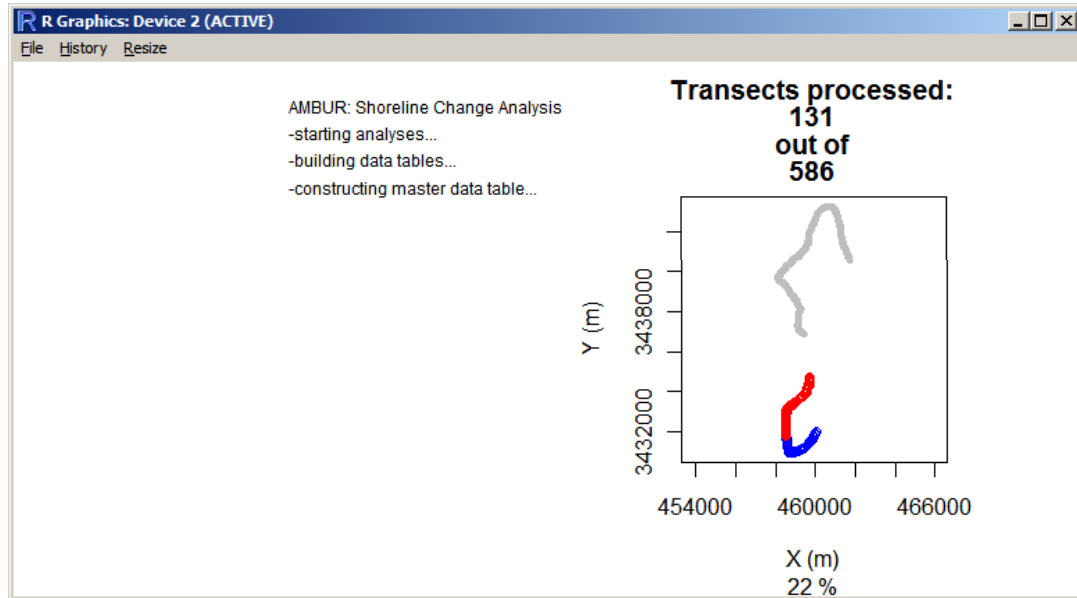 R Graphics: Device 2 (ACTIVE)
File History Resize
AMBUR: Shoreline Change Analysis
-starting analyses...
-building data tables...
-constructing master data table...
Transects processed:
131
out of
586
Y (m)
3438000
3432000
454000 460000 466000
X (m)
22 %